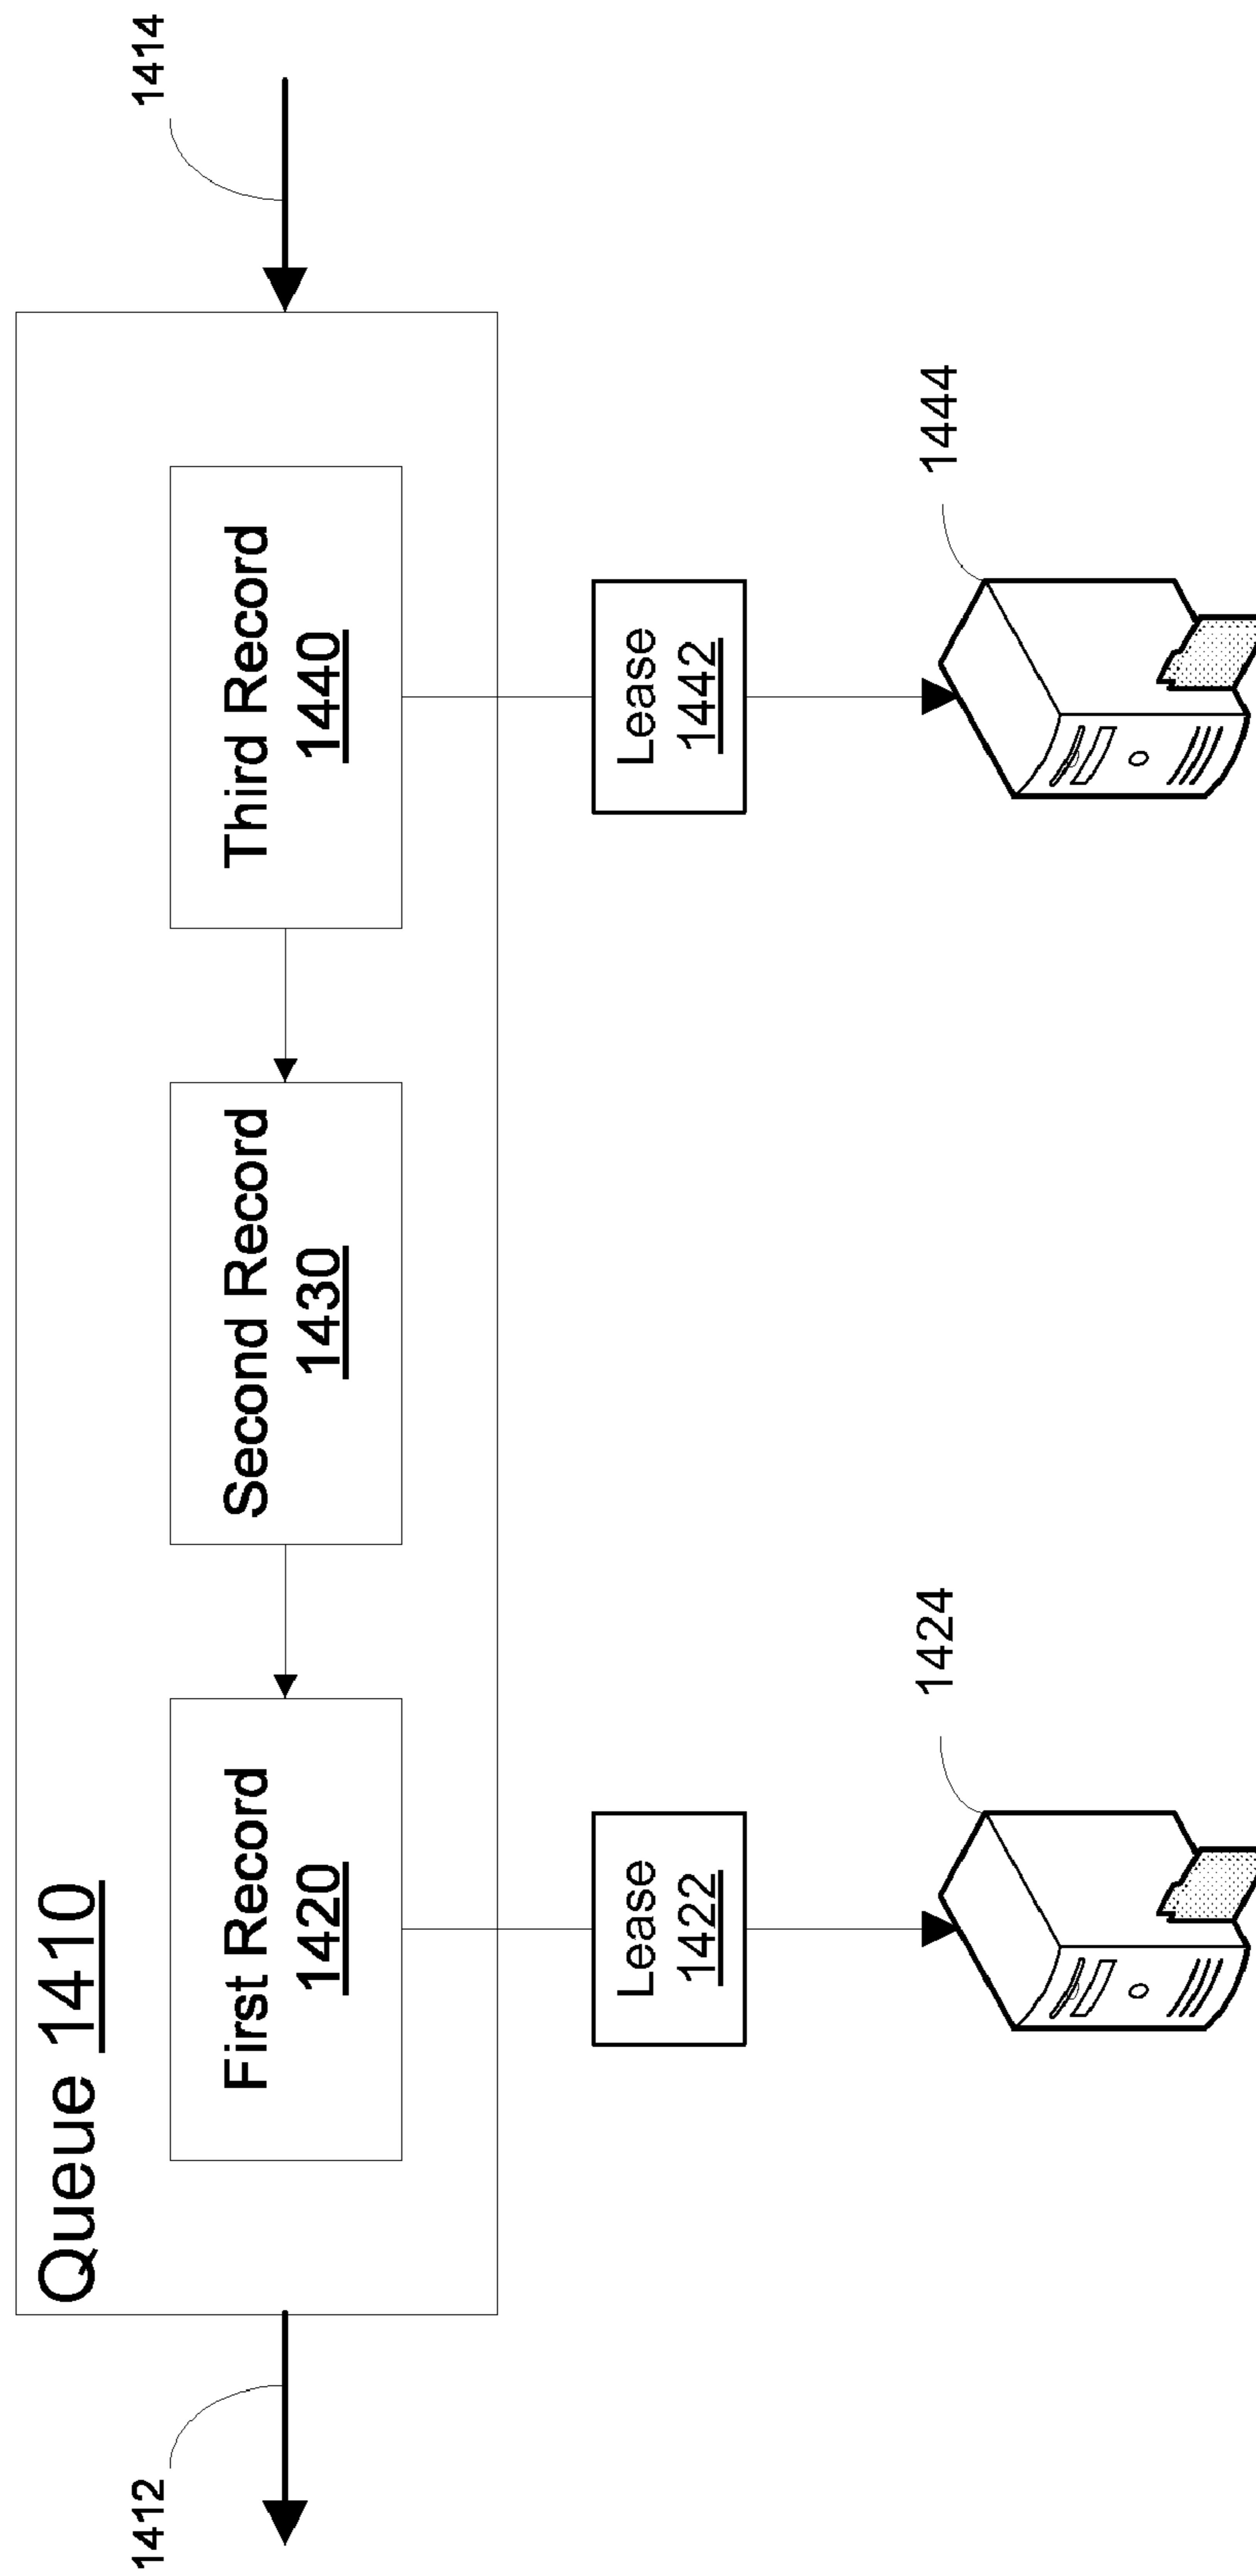 Queue 1410
1412
1414
First Record
1420
Second Record
1430
Third Record
1440
Lease
1422
Lease
1442
1424
1444